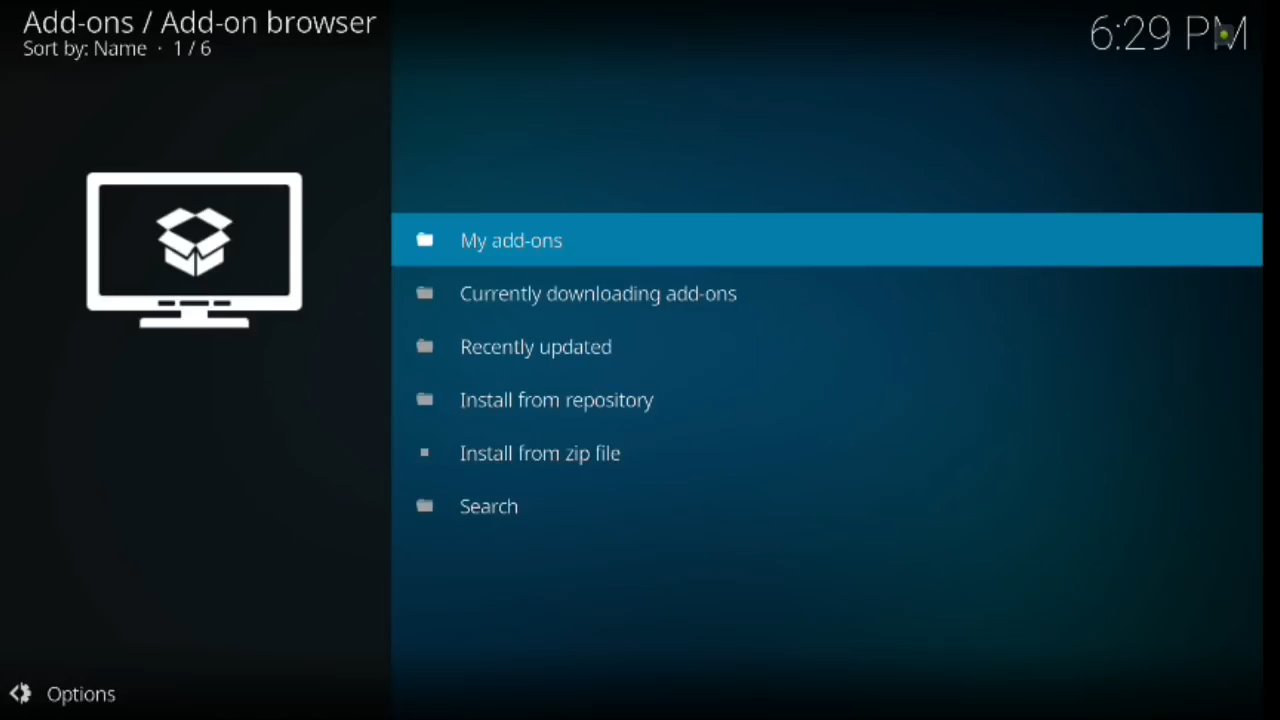 Add-ons / Add-on browser
Sort by: Name · 1 / 6
6:29 PM
My add-ons
Currently downloading add-ons
Recently updated
Install from repository
Install from zip file
Search
Options